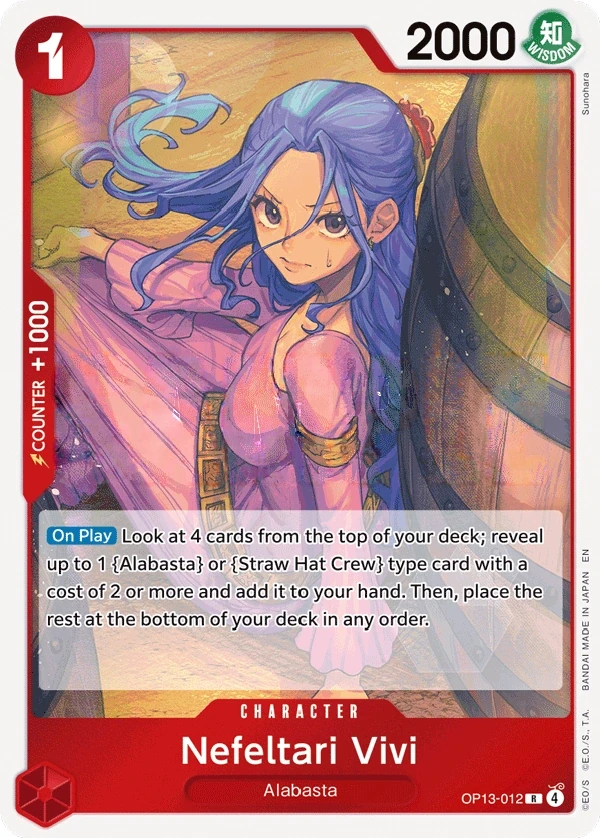 1
2000
知
WISDOM
Sunohara
COUNTER +1000
On Play Look at 4 cards from the top of your deck; reveal
up to 1 {Alabasta} or {Straw Hat Crew} type card with a
cost of 2 or more and add it to your hand. Then, place the
rest at the bottom of your deck in any order.
CHARACTER
Nefeltari Vivi
Alabasta
OP13-012 R 4
©EO/S ©E.O./S., T.A. BANDAI MADE IN JAPAN EN